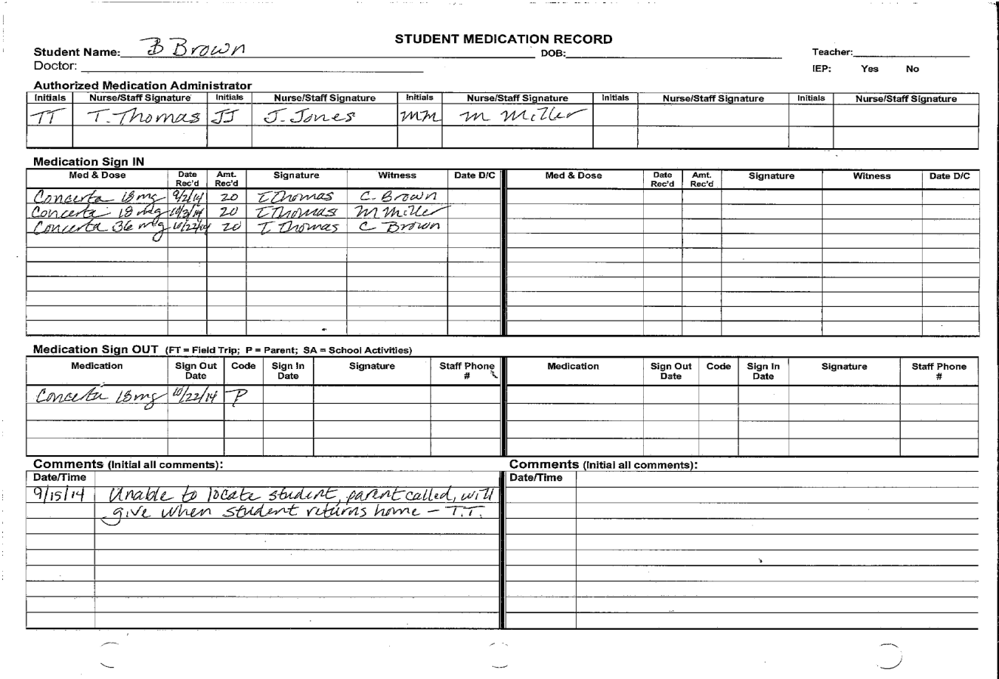 STUDENT MEDICATION RECORD
Student Name: B Brown DOB: Teacher:
Doctor: IEP: Yes No
Authorized Medication Administrator
Initials Nurse/Staff Signature Initials Nurse/Staff Signature Initials Nurse/Staff Signature Initials Nurse/Staff Signature Initials Nurse/Staff Signature
TT T. Thomas JJ J. Jones MM M Miller
Medication Sign IN
Med & Dose Date Rec'd Amt. Rec'd Signature Witness Date D/C Med & Dose Date Rec'd Amt. Rec'd Signature Witness Date D/C
Concerta 18 mg 9/2/14 20 T Thomas C. Brown
Concerta 18 mg 10/3/14 20 T Thomas M Miller
Concerta 36 mg 10/22/14 20 T. Thomas C Brown
Medication Sign OUT (FT = Field Trip; P = Parent; SA = School Activities)
Medication Sign Out Date Code Sign In Date Signature Staff Phone # Medication Sign Out Date Code Sign In Date Signature Staff Phone #
Concerta 18mg 10/22/14 P
Comments (Initial all comments): Comments (Initial all comments):
Date/Time Date/Time
9/15/14 Unable to locate student, parent called, will
give when student returns home – T.T.